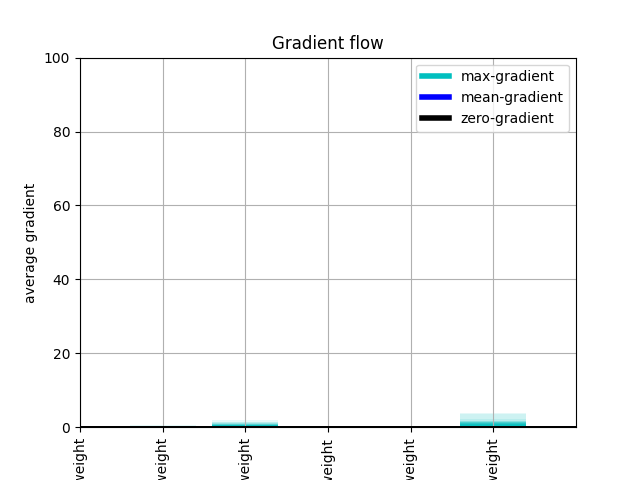 Gradient flow
max-gradient
mean-gradient
zero-gradient
average gradient
100
80
60
40
20
0
weight
weight
weight
weight
weight
weight